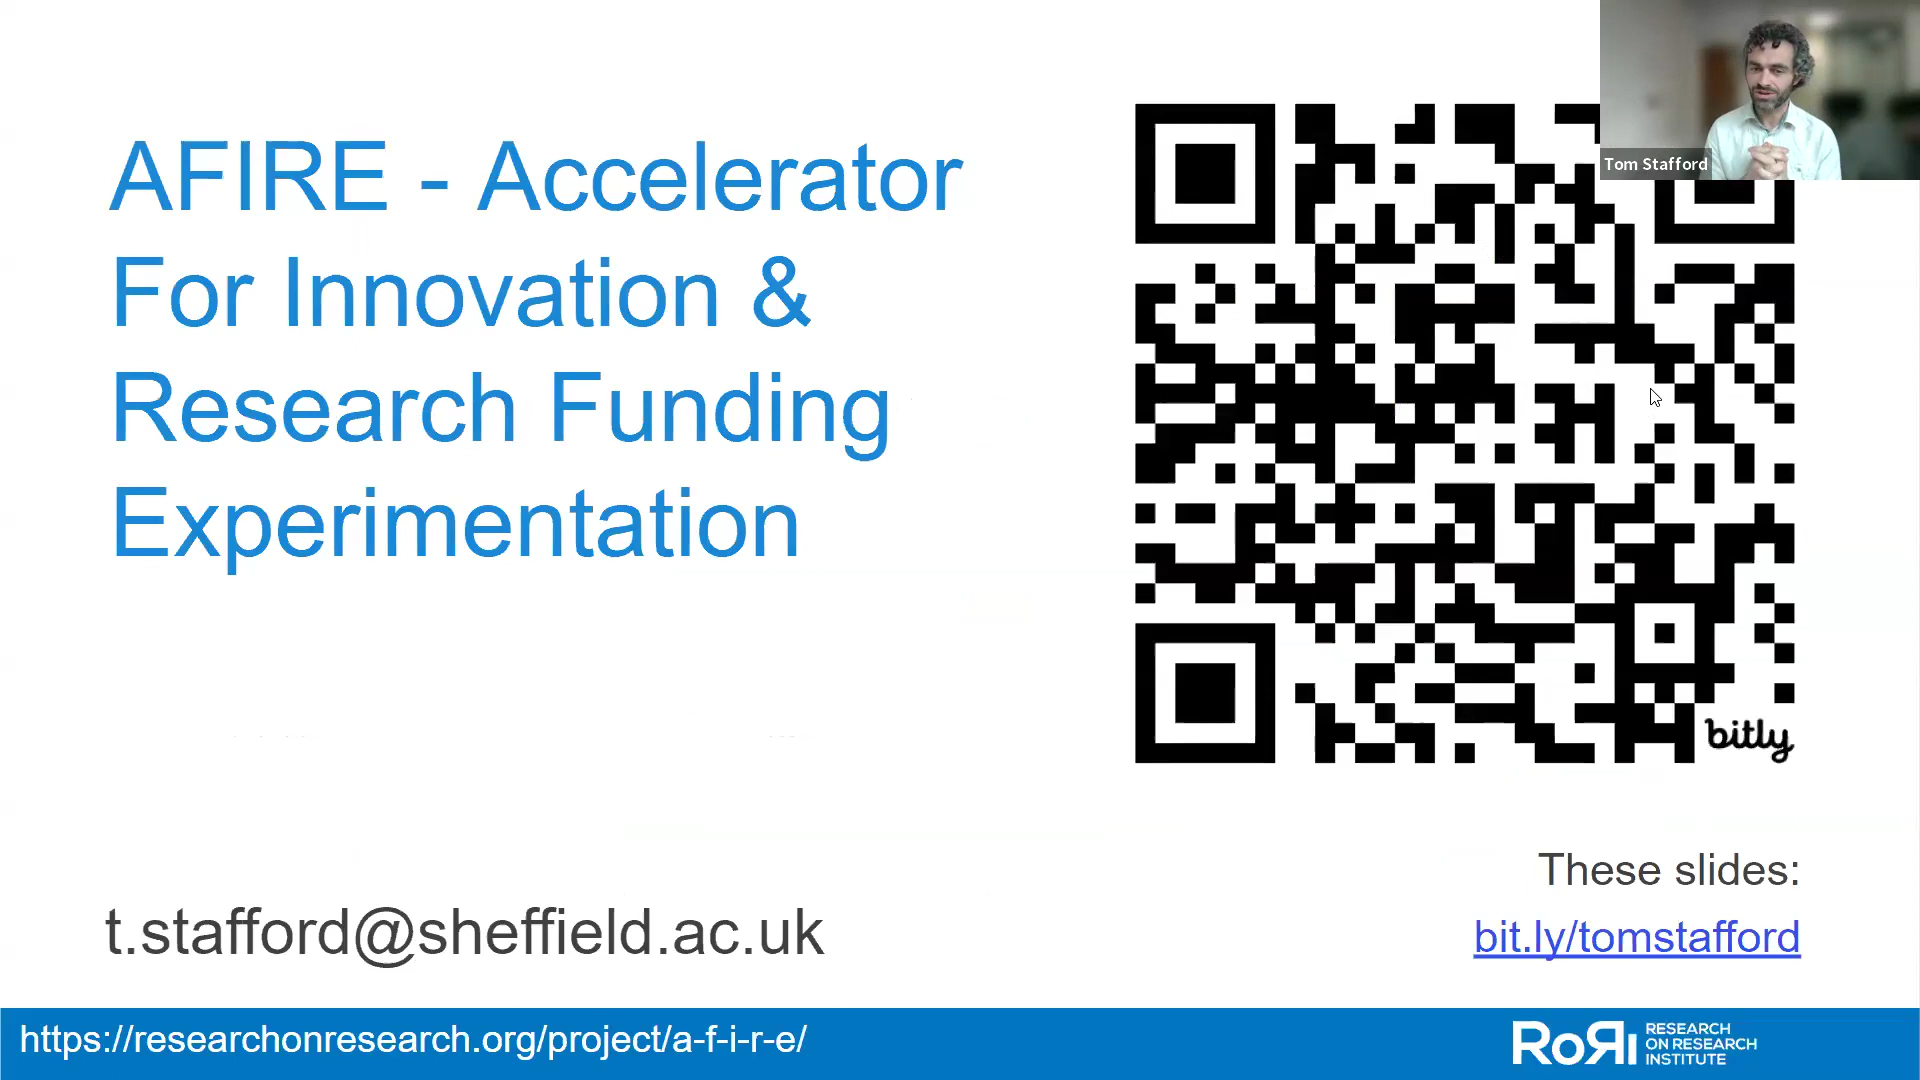 AFIRE - Accelerator
For Innovation &
Research Funding
Experimentation
Tom Stafford
bitly
These slides:
t.stafford@sheffield.ac.uk
bit.ly/tomstafford
https://researchonresearch.org/project/a-f-i-r-e/
RoRI
RESEARCH
ON RESEARCH
INSTITUTE